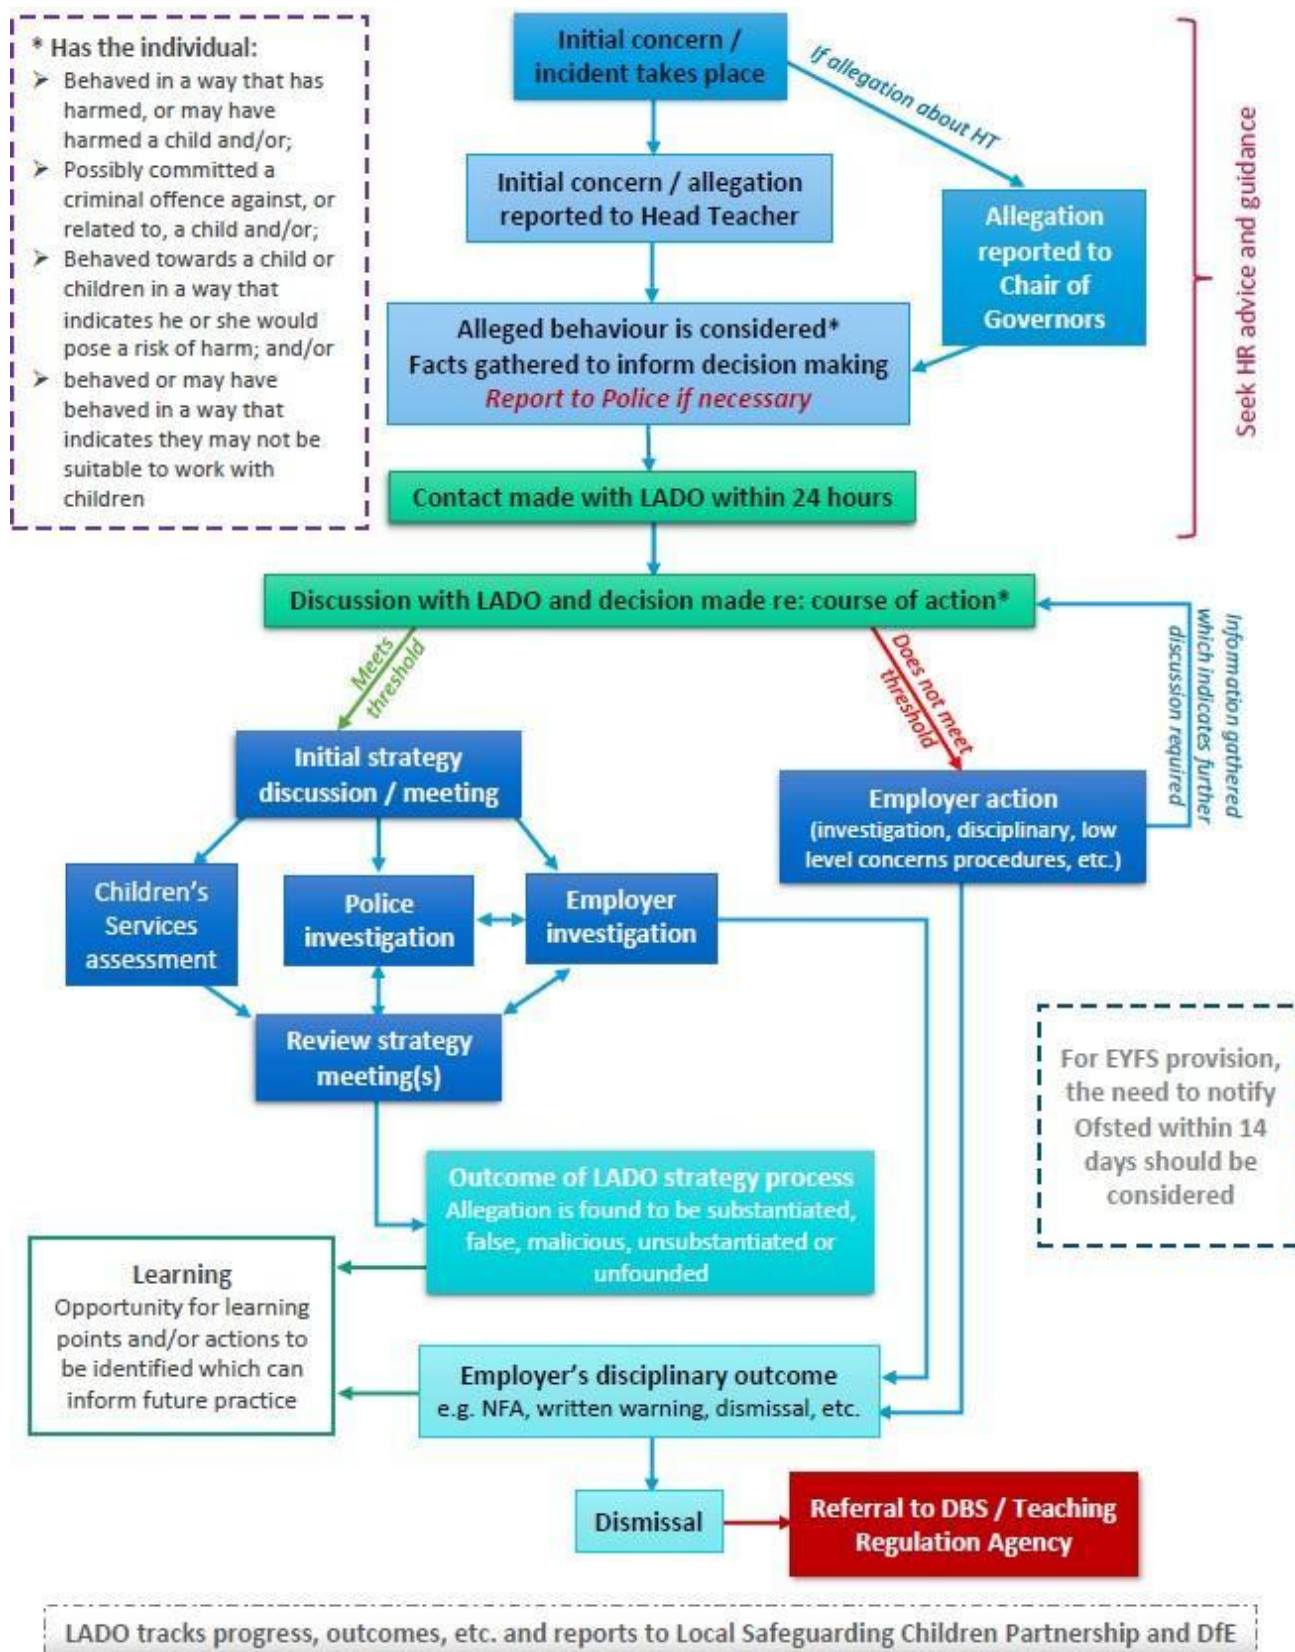 * Has the individual:
➤ Behaved in a way that has
harmed, or may have
harmed a child and/or;
➤ Possibly committed a
criminal offence against, or
related to, a child and/or;
➤ Behaved towards a child or
children in a way that
indicates he or she would
pose a risk of harm; and/or
➤ behaved or may have
behaved in a way that
indicates they may not be
suitable to work with
children
Initial concern /
incident takes place
If allegation about HT
Initial concern / allegation
reported to Head Teacher
Allegation
reported to
Chair of
Governors
Seek HR advice and guidance
Alleged behaviour is considered*
Facts gathered to inform decision making
Report to Police if necessary
Contact made with LADO within 24 hours
Discussion with LADO and decision made re: course of action*
Meets
threshold
Does not meet
threshold
Information gathered
which indicates further
discussion required
Initial strategy
discussion / meeting
Employer action
(investigation, disciplinary, low
level concerns procedures, etc.)
Children's
Services
assessment
Police
investigation
Employer
investigation
Review strategy
meeting(s)
For EYFS provision,
the need to notify
Ofsted within 14
days should be
considered
Outcome of LADO strategy process
Allegation is found to be substantiated,
false, malicious, unsubstantiated or
unfounded
Learning
Opportunity for learning
points and/or actions to
be identified which can
inform future practice
Employer's disciplinary outcome
e.g. NFA, written warning, dismissal, etc.
Dismissal
Referral to DBS / Teaching
Regulation Agency
LADO tracks progress, outcomes, etc. and reports to Local Safeguarding Children Partnership and DfE